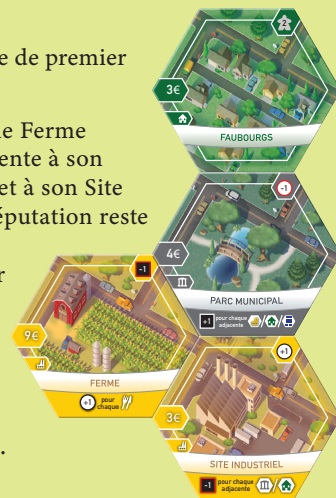 e de premier
e Ferme
ente à son
et à son Site
éputation reste
r
.
2
3€
FAUBOURGS
-1
4€
PARC MUNICIPAL
+1 pour chaque adjacente
-1
9€
FERME
+1 pour chaque
+1
3€
SITE INDUSTRIEL
-1 pour chaque adjacente